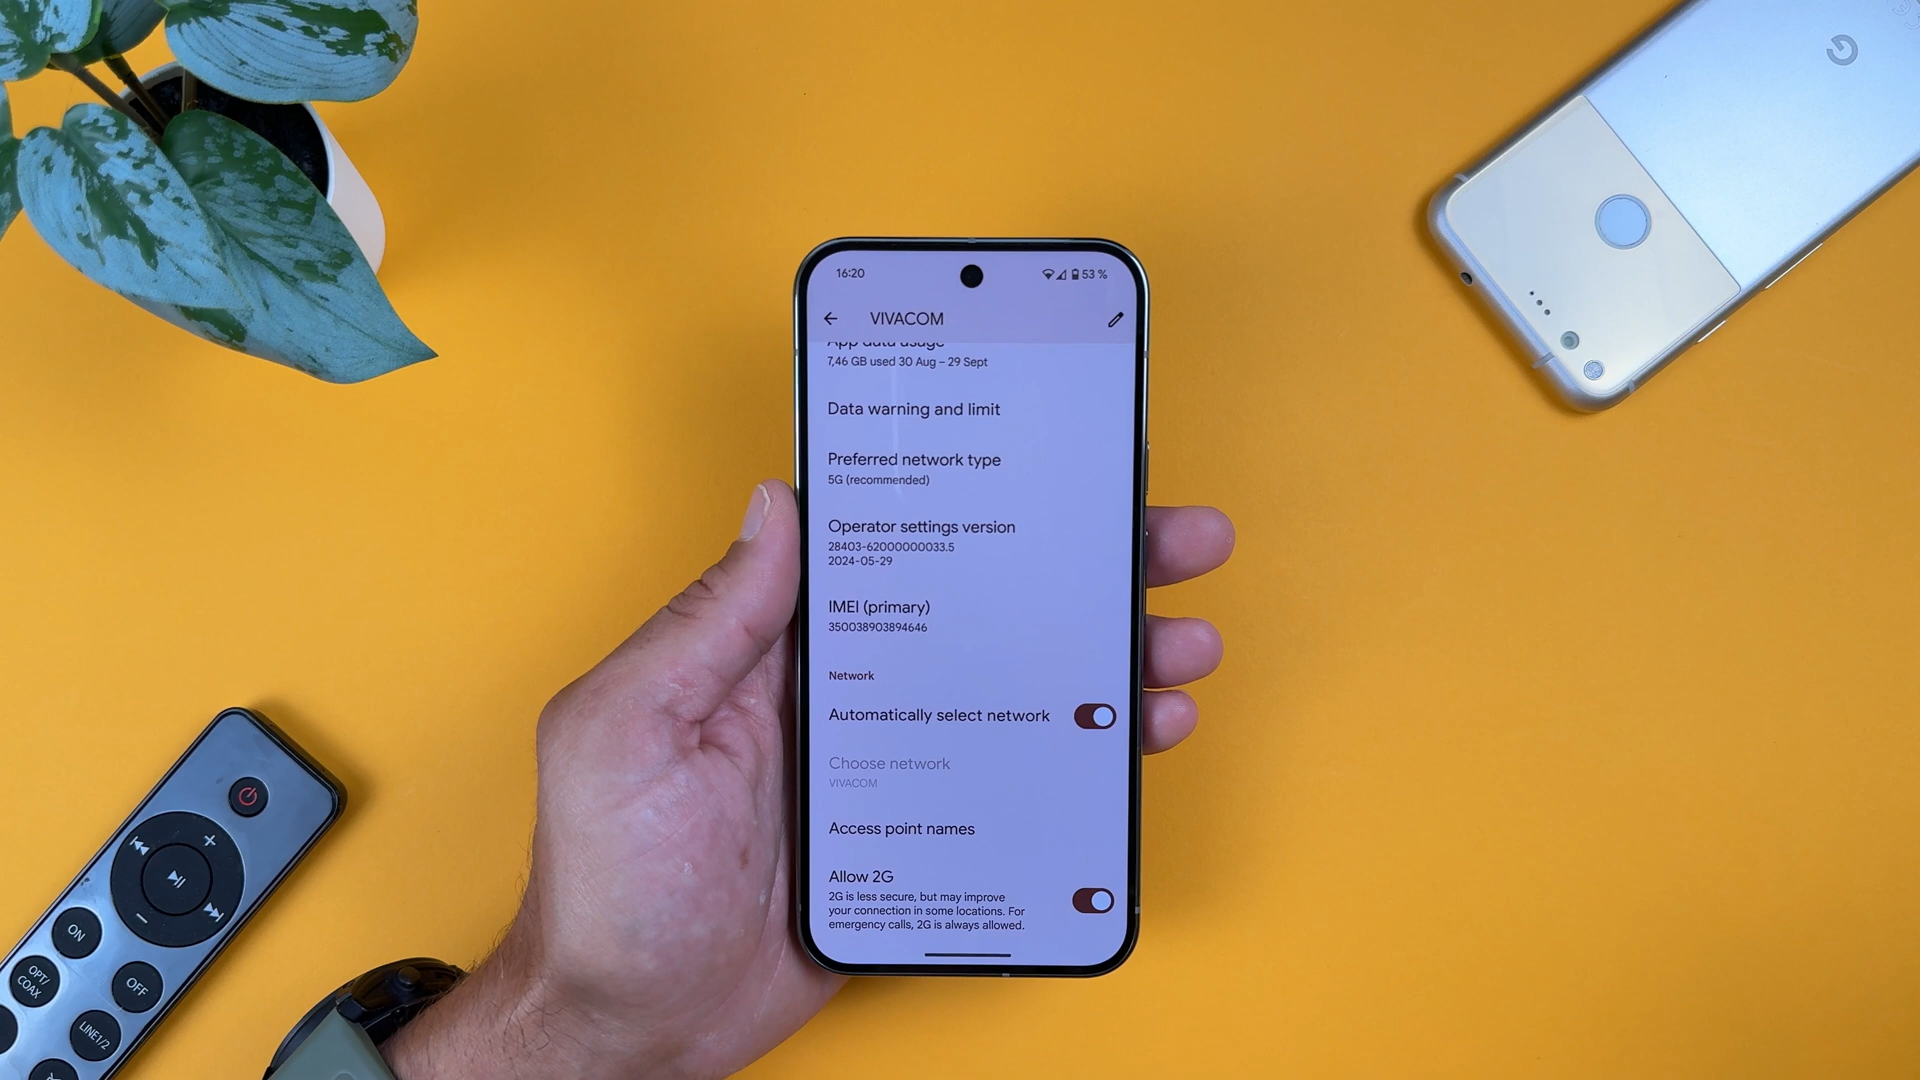 16:20
53 %
VIVACOM
App data usage
7,46 GB used 30 Aug – 29 Sept
Data warning and limit
Preferred network type
5G (recommended)
Operator settings version
28403-62000000033.5
2024-05-29
IMEI (primary)
350038903894646
Network
Automatically select network
Choose network
VIVACOM
Access point names
Allow 2G
2G is less secure, but may improve
your connection in some locations. For
emergency calls, 2G is always allowed.
ON
OPT/
COAX
OFF
LINE1/2
G